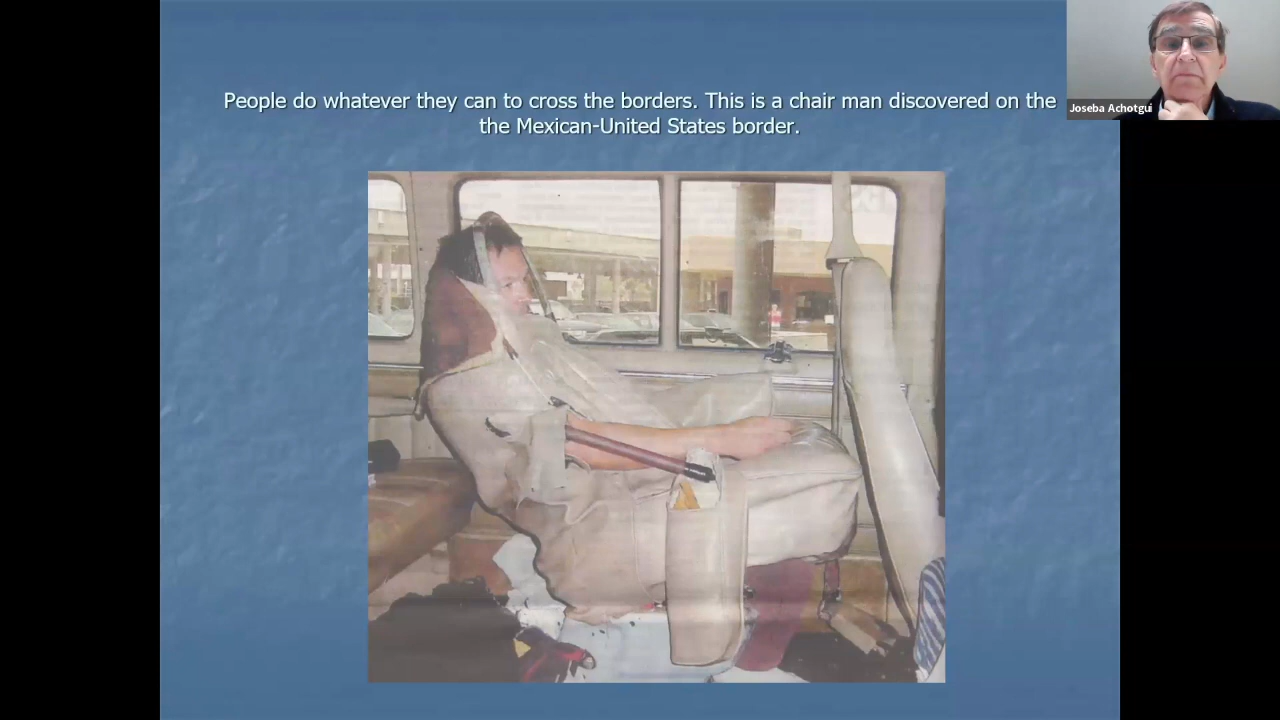 People do whatever they can to cross the borders. This is a chair man discovered on the
the Mexican-United States border.
Joseba Achotgui